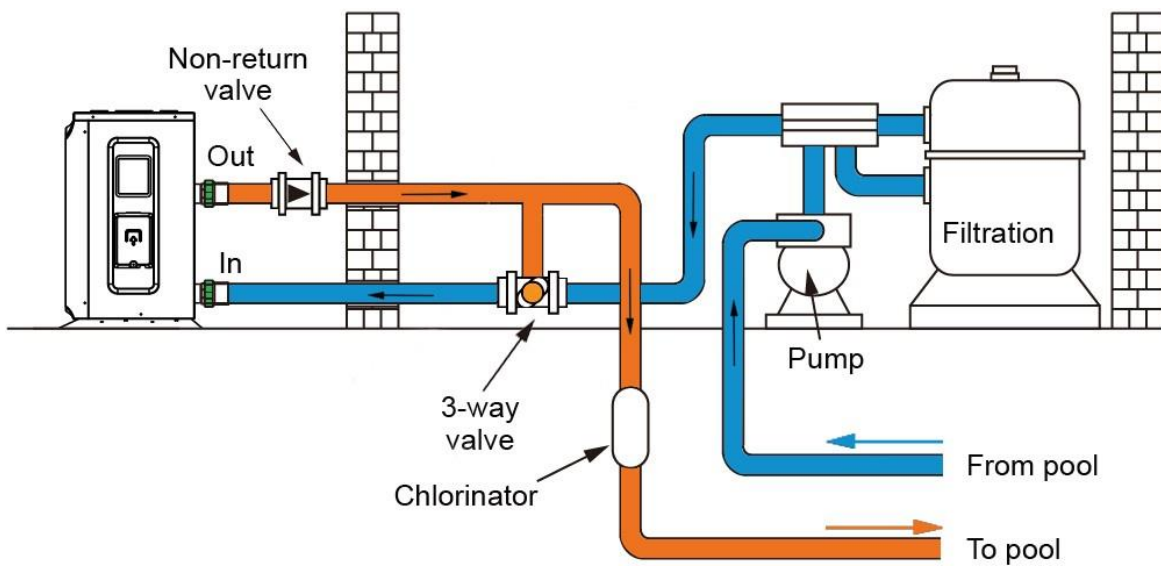 Non-return
valve
Out
In
Filtration
Pump
3-way
valve
Chlorinator
From pool
To pool